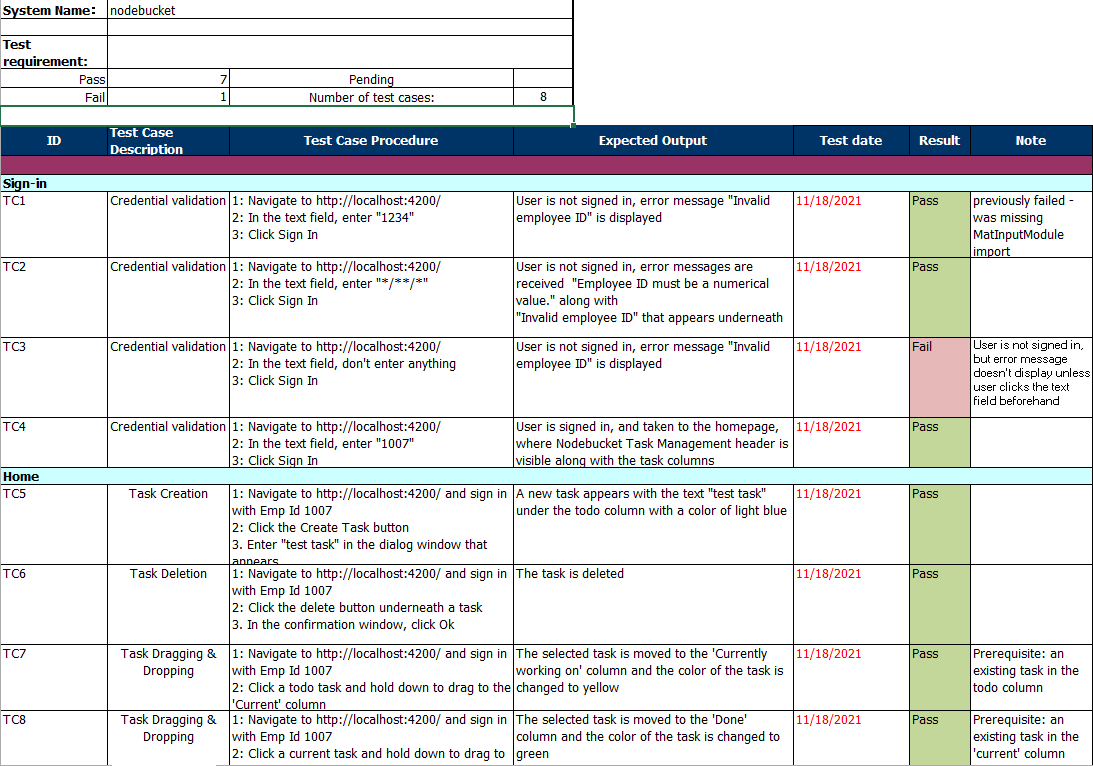 System Name: nodebucket
Test
requirement:
Pass 7 Pending
Fail 1 Number of test cases: 8
ID Test Case Description Test Case Procedure Expected Output Test date Result Note
Sign-in
TC1 Credential validation 1: Navigate to http://localhost:4200/ User is not signed in, error message "Invalid 11/18/2021 Pass previously failed -
2: In the text field, enter "1234" employee ID" is displayed was missing
3: Click Sign In MatInputModule
import
TC2 Credential validation 1: Navigate to http://localhost:4200/ User is not signed in, error messages are 11/18/2021 Pass
2: In the text field, enter "*/**/*" received  "Employee ID must be a numerical
3: Click Sign In value." along with
"Invalid employee ID" that appears underneath
TC3 Credential validation 1: Navigate to http://localhost:4200/ User is not signed in, error message "Invalid 11/18/2021 Fail User is not signed in,
2: In the text field, don't enter anything employee ID" is displayed but error message
3: Click Sign In doesn't display unless
user clicks the text
field beforehand
TC4 Credential validation 1: Navigate to http://localhost:4200/ User is signed in, and taken to the homepage, 11/18/2021 Pass
2: In the text field, enter "1007" where Nodebucket Task Management header is
3: Click Sign In visible along with the task columns
Home
TC5 Task Creation 1: Navigate to http://localhost:4200/ and sign in A new task appears with the text "test task" 11/18/2021 Pass
with Emp Id 1007 under the todo column with a color of light blue
2: Click the Create Task button
3. Enter "test task" in the dialog window that
appears
TC6 Task Deletion 1: Navigate to http://localhost:4200/ and sign in The task is deleted 11/18/2021 Pass
with Emp Id 1007
2: Click the delete button underneath a task
3. In the confirmation window, click Ok
TC7 Task Dragging & 1: Navigate to http://localhost:4200/ and sign in The selected task is moved to the 'Currently 11/18/2021 Pass Prerequisite: an
Dropping with Emp Id 1007 working on' column and the color of the task is existing task in the
2: Click a todo task and hold down to drag to the changed to yellow todo column
'Current' column
TC8 Task Dragging & 1: Navigate to http://localhost:4200/ and sign in The selected task is moved to the 'Done' 11/18/2021 Pass Prerequisite: an
Dropping with Emp Id 1007 column and the color of the task is changed to existing task in the
2: Click a current task and hold down to drag to green 'current' column